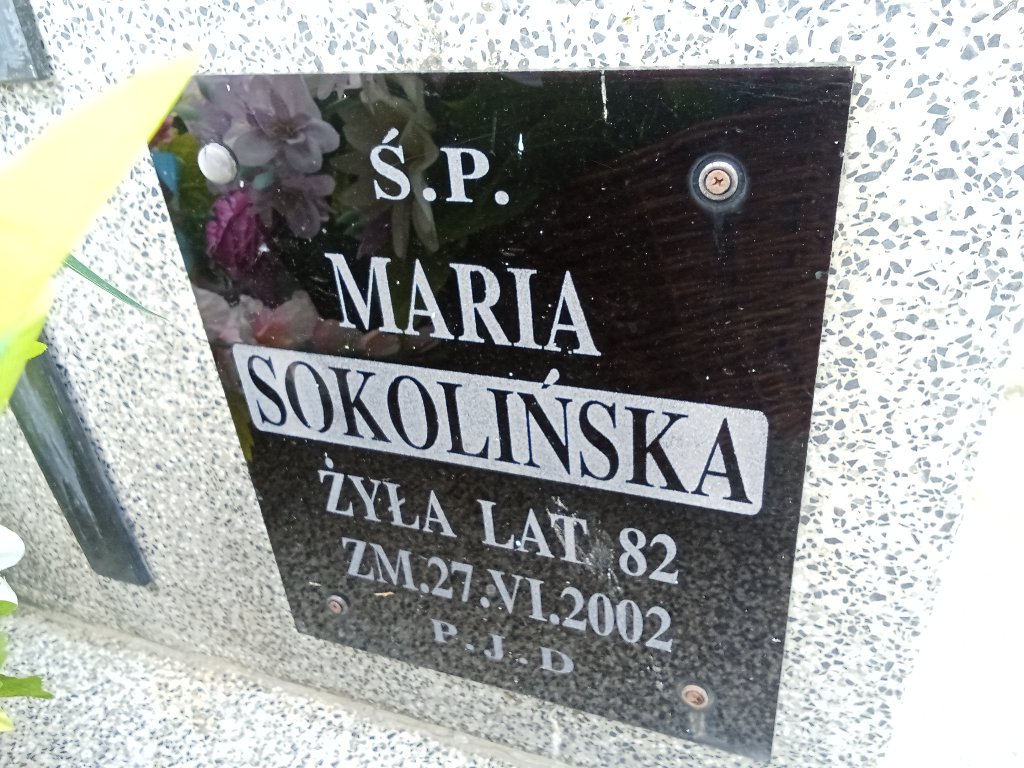 Ś.P.
MARIA
SOKOLIŃSKA
ŻYŁA LAT 82
ZM.27.VI.2002
P.J.D